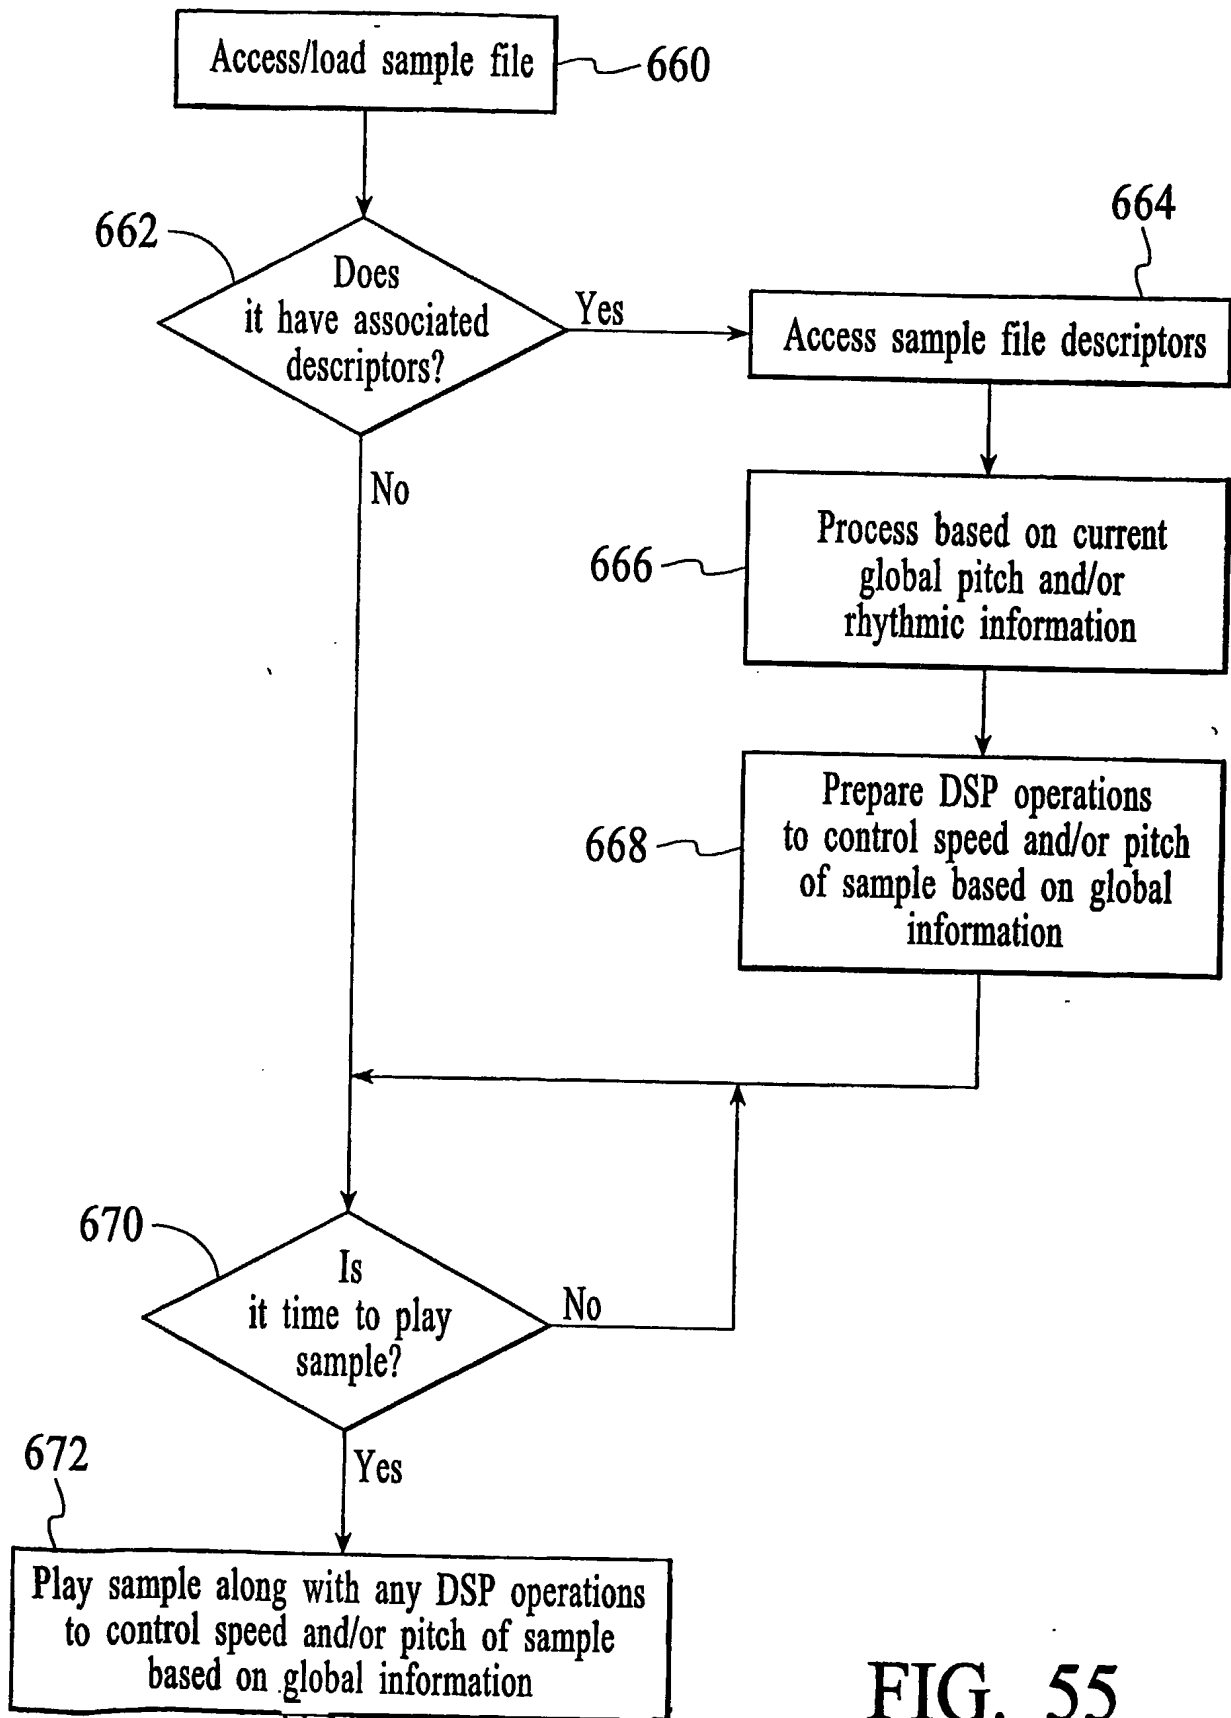 Access/load sample file
660
662
Does
it have associated
descriptors?
Yes
No
664
Access sample file descriptors
666
Process based on current
global pitch and/or
rhythmic information
668
Prepare DSP operations
to control speed and/or pitch
of sample based on global
information
670
Is
it time to play
sample?
No
Yes
672
Play sample along with any DSP operations
to control speed and/or pitch of sample
based on global information
FIG. 55